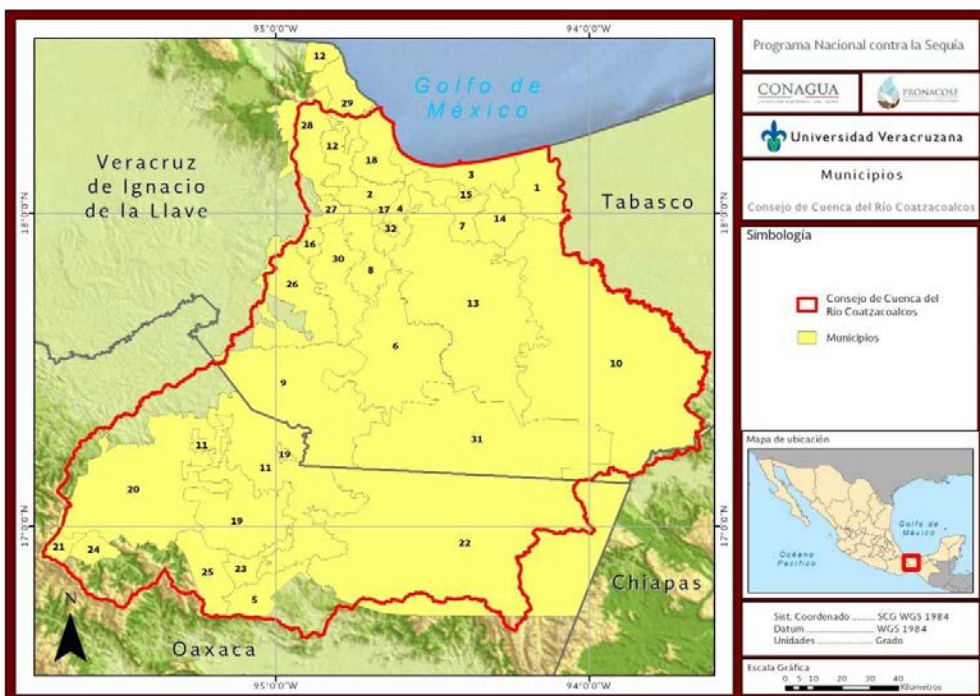 95°0'0"W
94°0'0"W
Golfo de
México
Veracruz
de Ignacio
de la Llave
Tabasco
Chiapas
Oaxaca
12
29
28
12
18
3
1
2
15
27
17
4
14
32
7
16
30
8
26
13
6
10
9
31
11
19
11
20
19
22
21
24
25
23
5
18°0'0"N
18°0'0"N
17°0'0"N
17°0'0"N
N
95°0'0"W
94°0'0"W
Programa Nacional contra la Sequía
CONAGUA
PRONACOSE
Universidad Veracruzana
Municipios
Consejo de Cuenca del Río Coatzacoalcos
Simbología
Consejo de Cuenca del
Río Coatzacoalcos
Municipios
Mapa de ubicación
Golfo de
México
Océano
Pacífico
Sist. Coordenado ........ SCG WGS 1984
Datum ........ WGS 1984
Unidades ........ Grado
Escala Gráfica
0 5 10 20 30 40
Kilometros